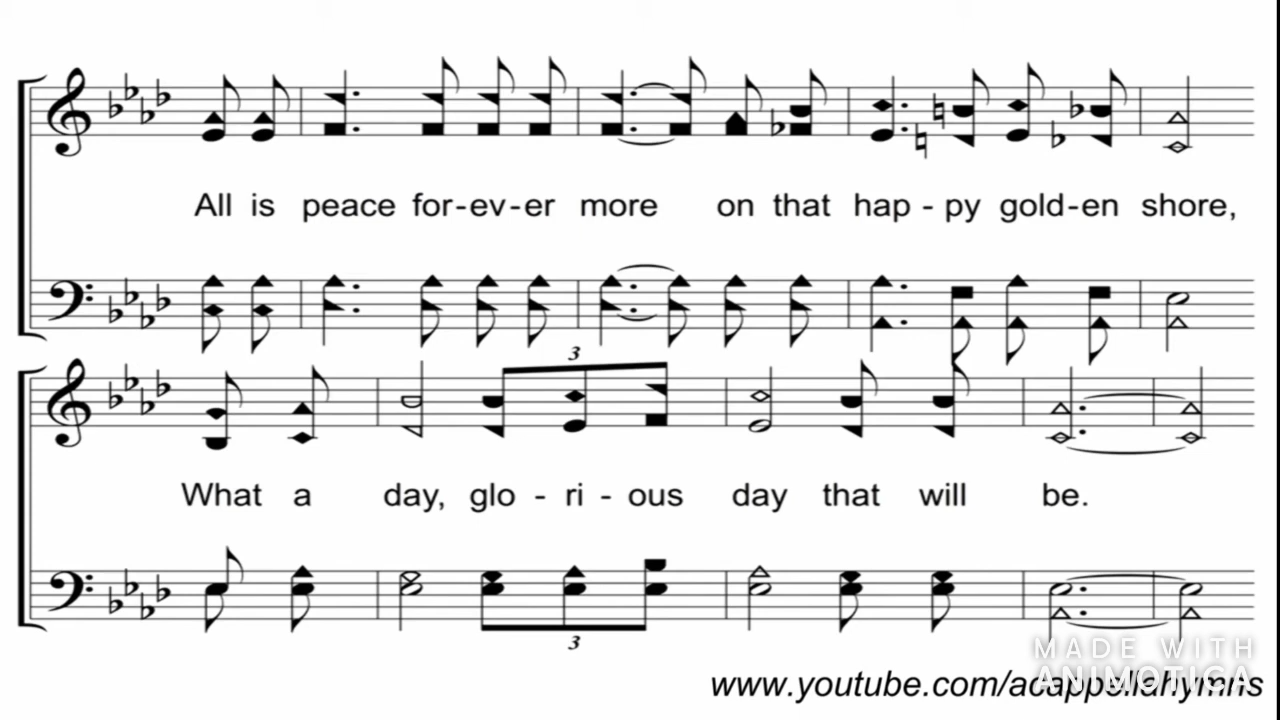 All is peace for-ev-er more on that hap - py gold-en shore,
3
What a day, glo - ri - ous day that will be.
3
MADE WITH
ANIMOTICA
www.youtube.com/acappellahymns